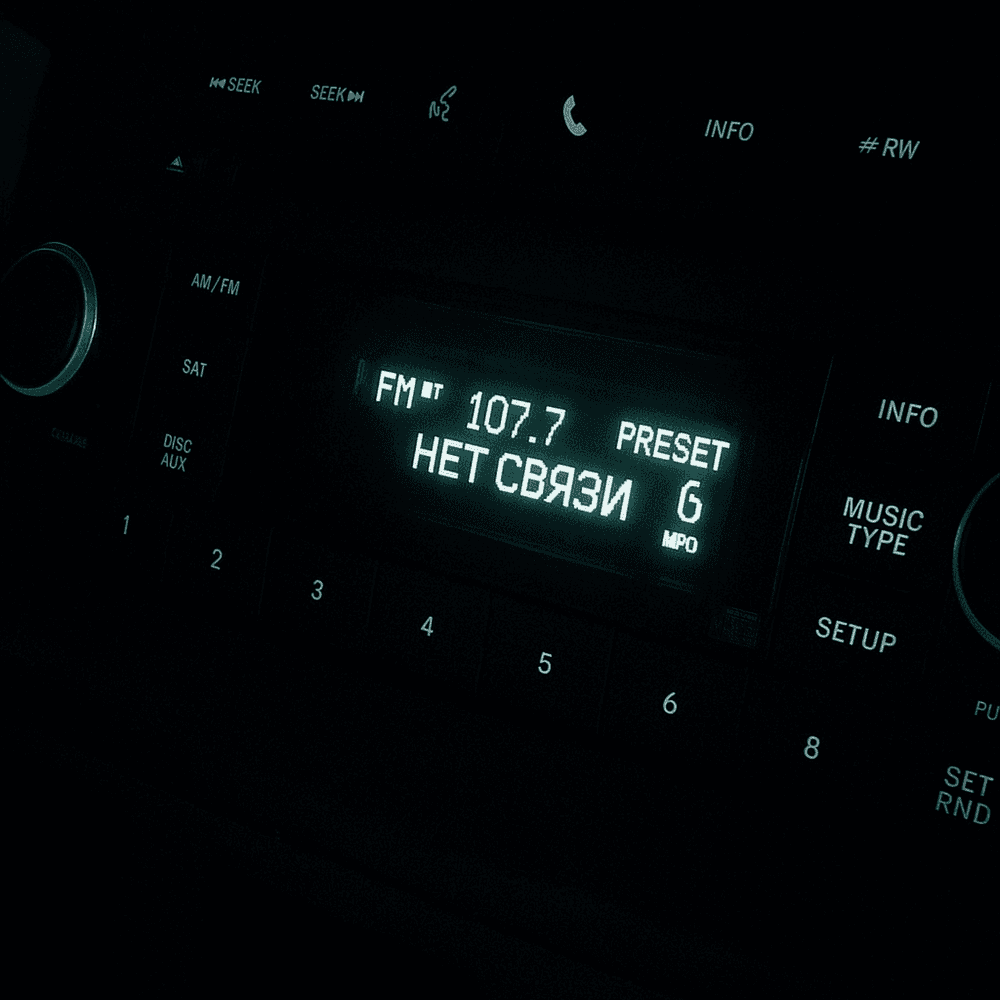 SEEK
SEEK
INFO
# RW
AM/FM
SAT
DISC
AUX
FM 107.7 PRESET
НЕТ СВЯЗИ 6
MPO
INFO
MUSIC
TYPE
SETUP
1
2
3
4
5
6
8
PU
SET
RND